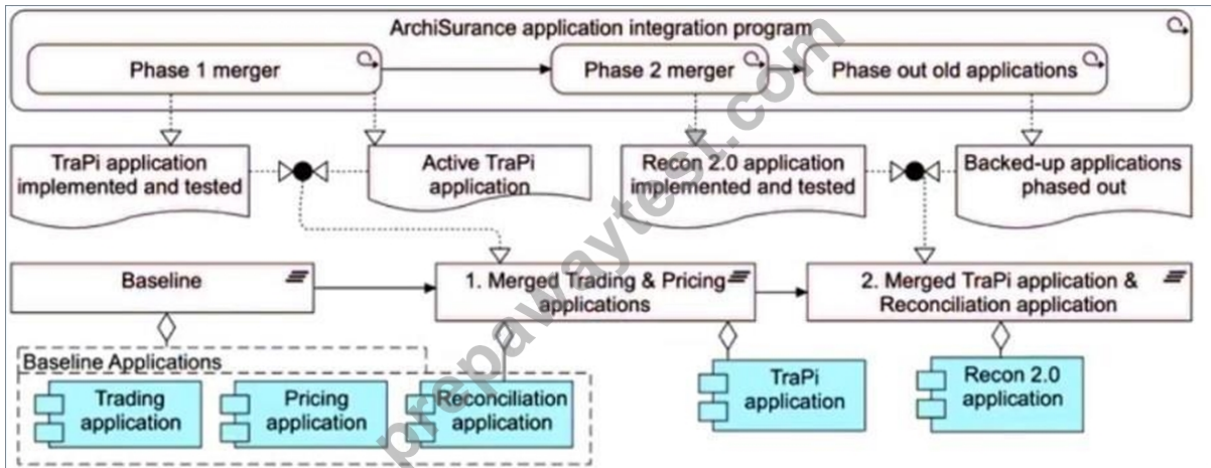 ArchiSurance application integration program
Phase 1 merger
Phase 2 merger
Phase out old applications
TraPi application
implemented and tested
Active TraPi
application
Recon 2.0 application
implemented and tested
Backed-up applications
phased out
Baseline
1. Merged Trading & Pricing
applications
2. Merged TraPi application &
Reconciliation application
Baseline Applications
Trading
application
Pricing
application
Reconciliation
application
TraPi
application
Recon 2.0
application
prepawaytest.com